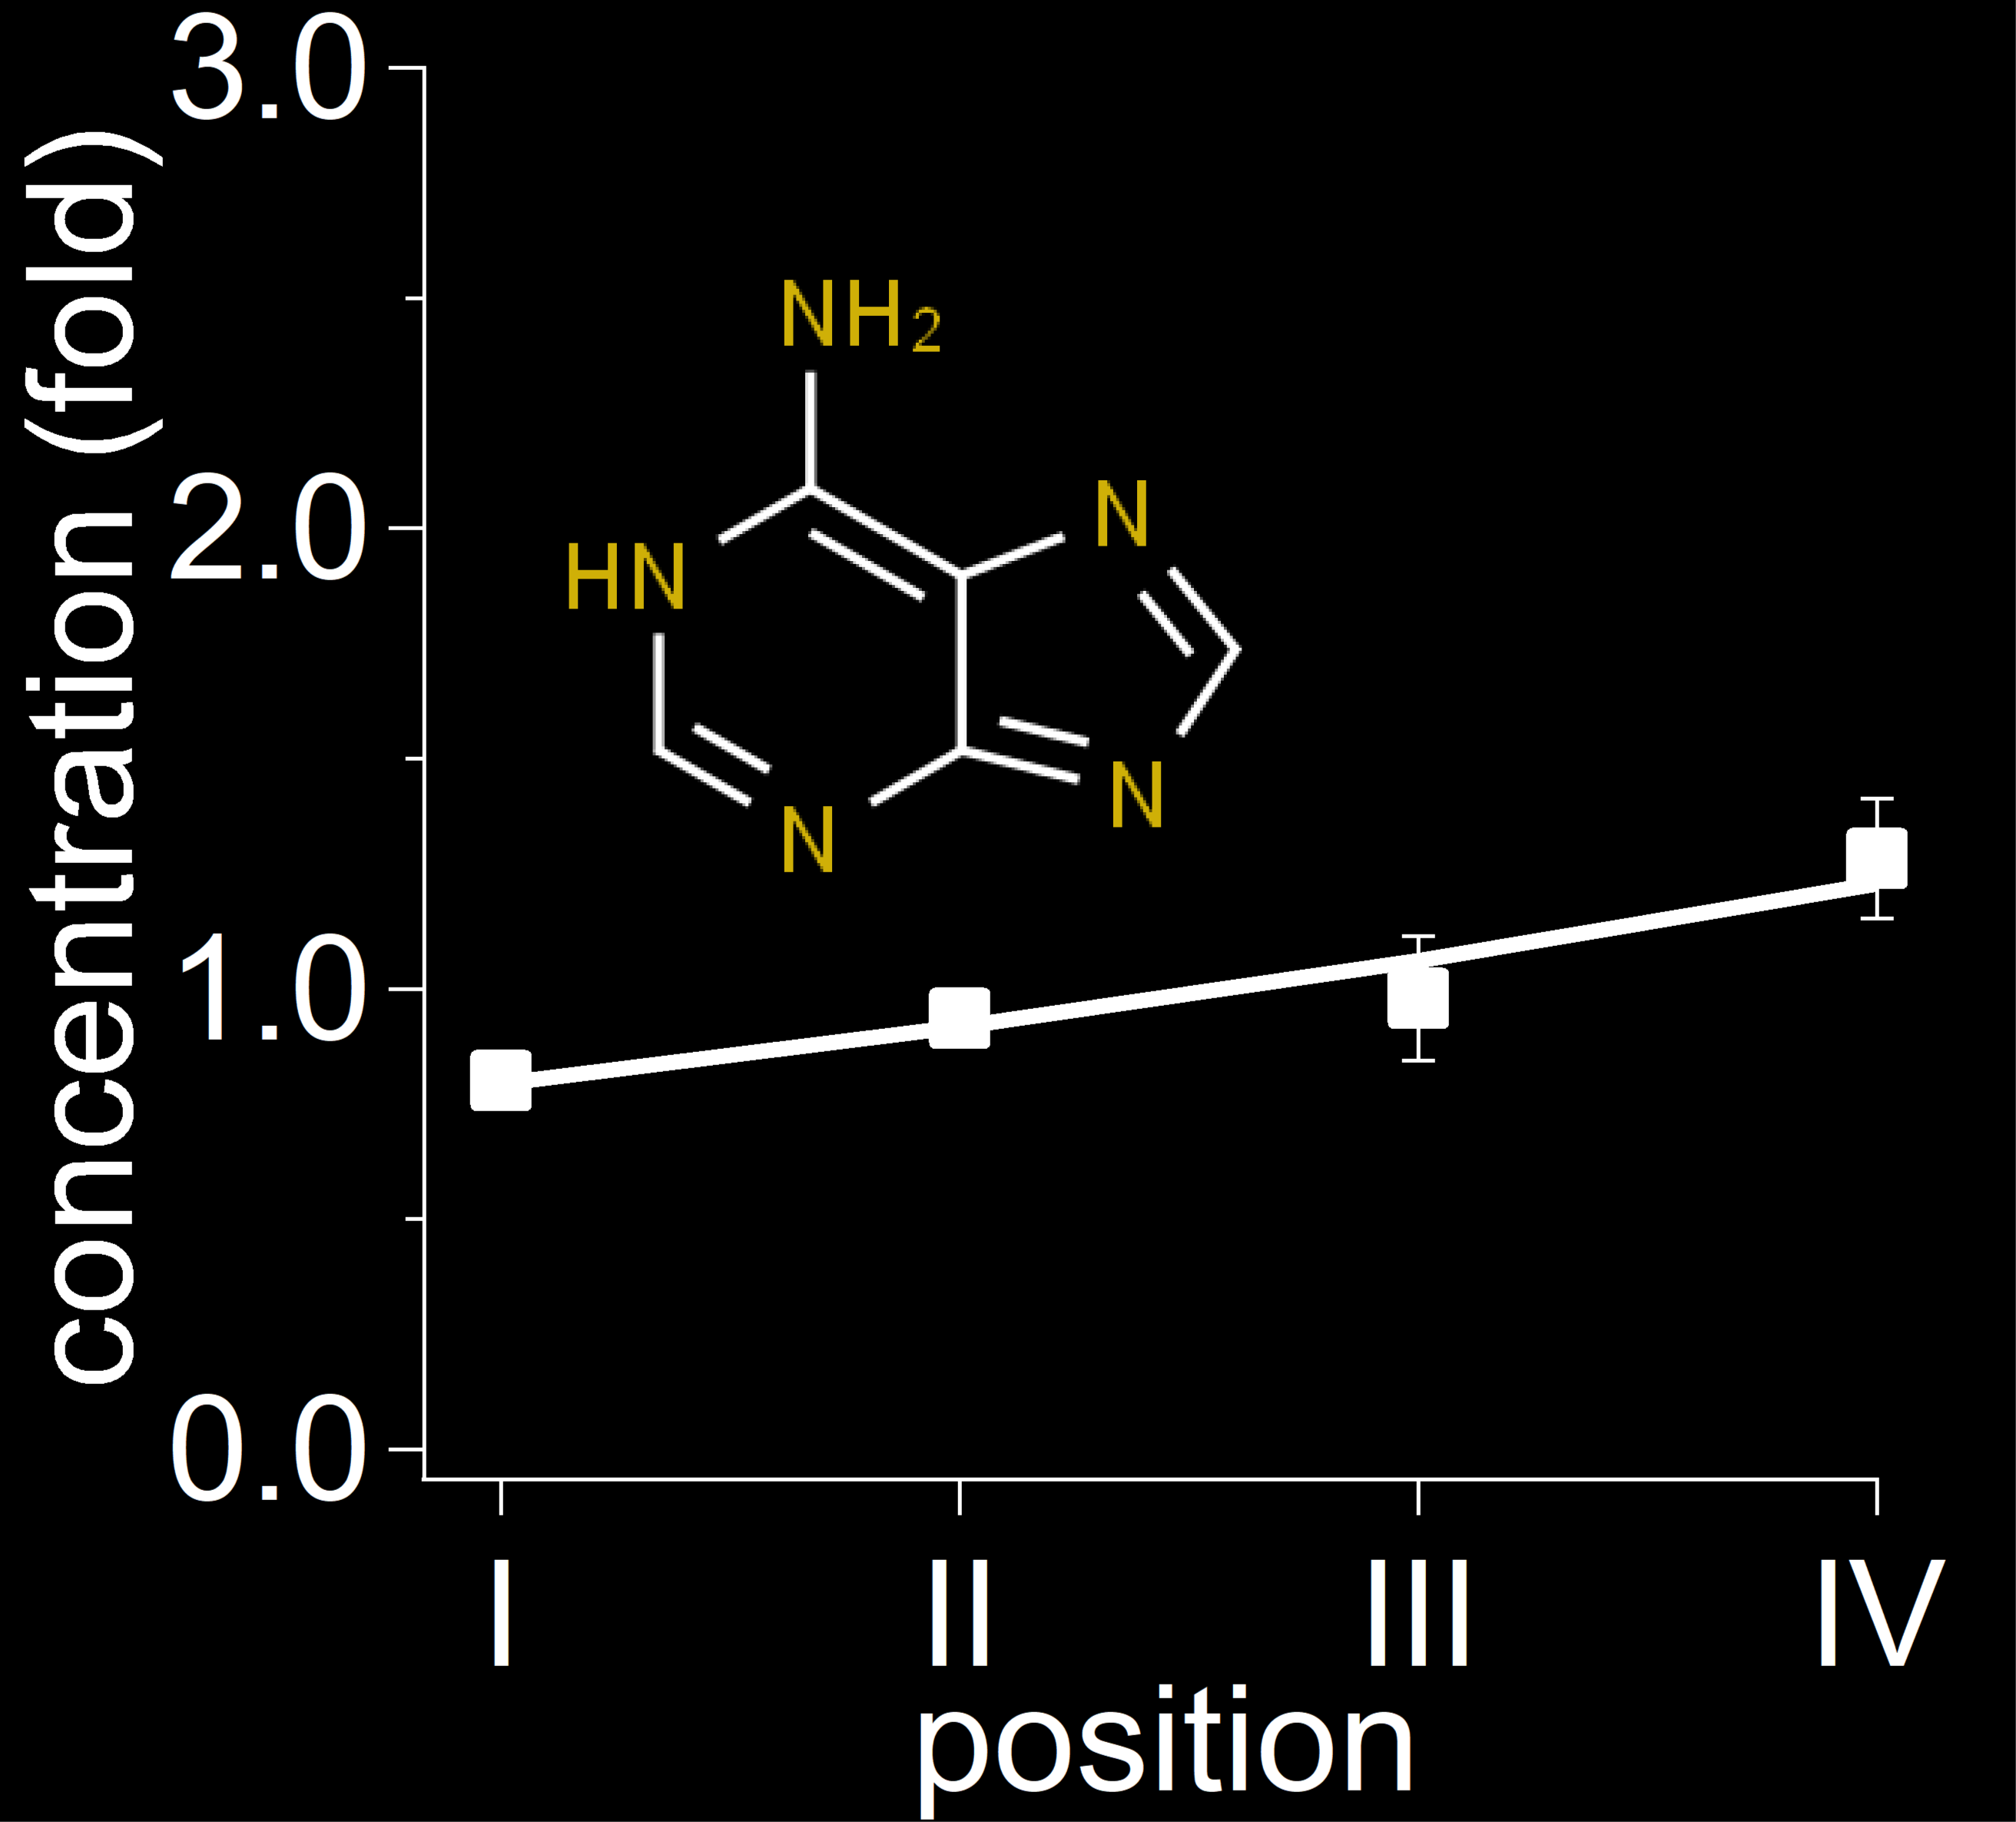 concentration (fold)
3.0
2.0
1.0
0.0
NH2
HN
N
N
N
I II III IV
position